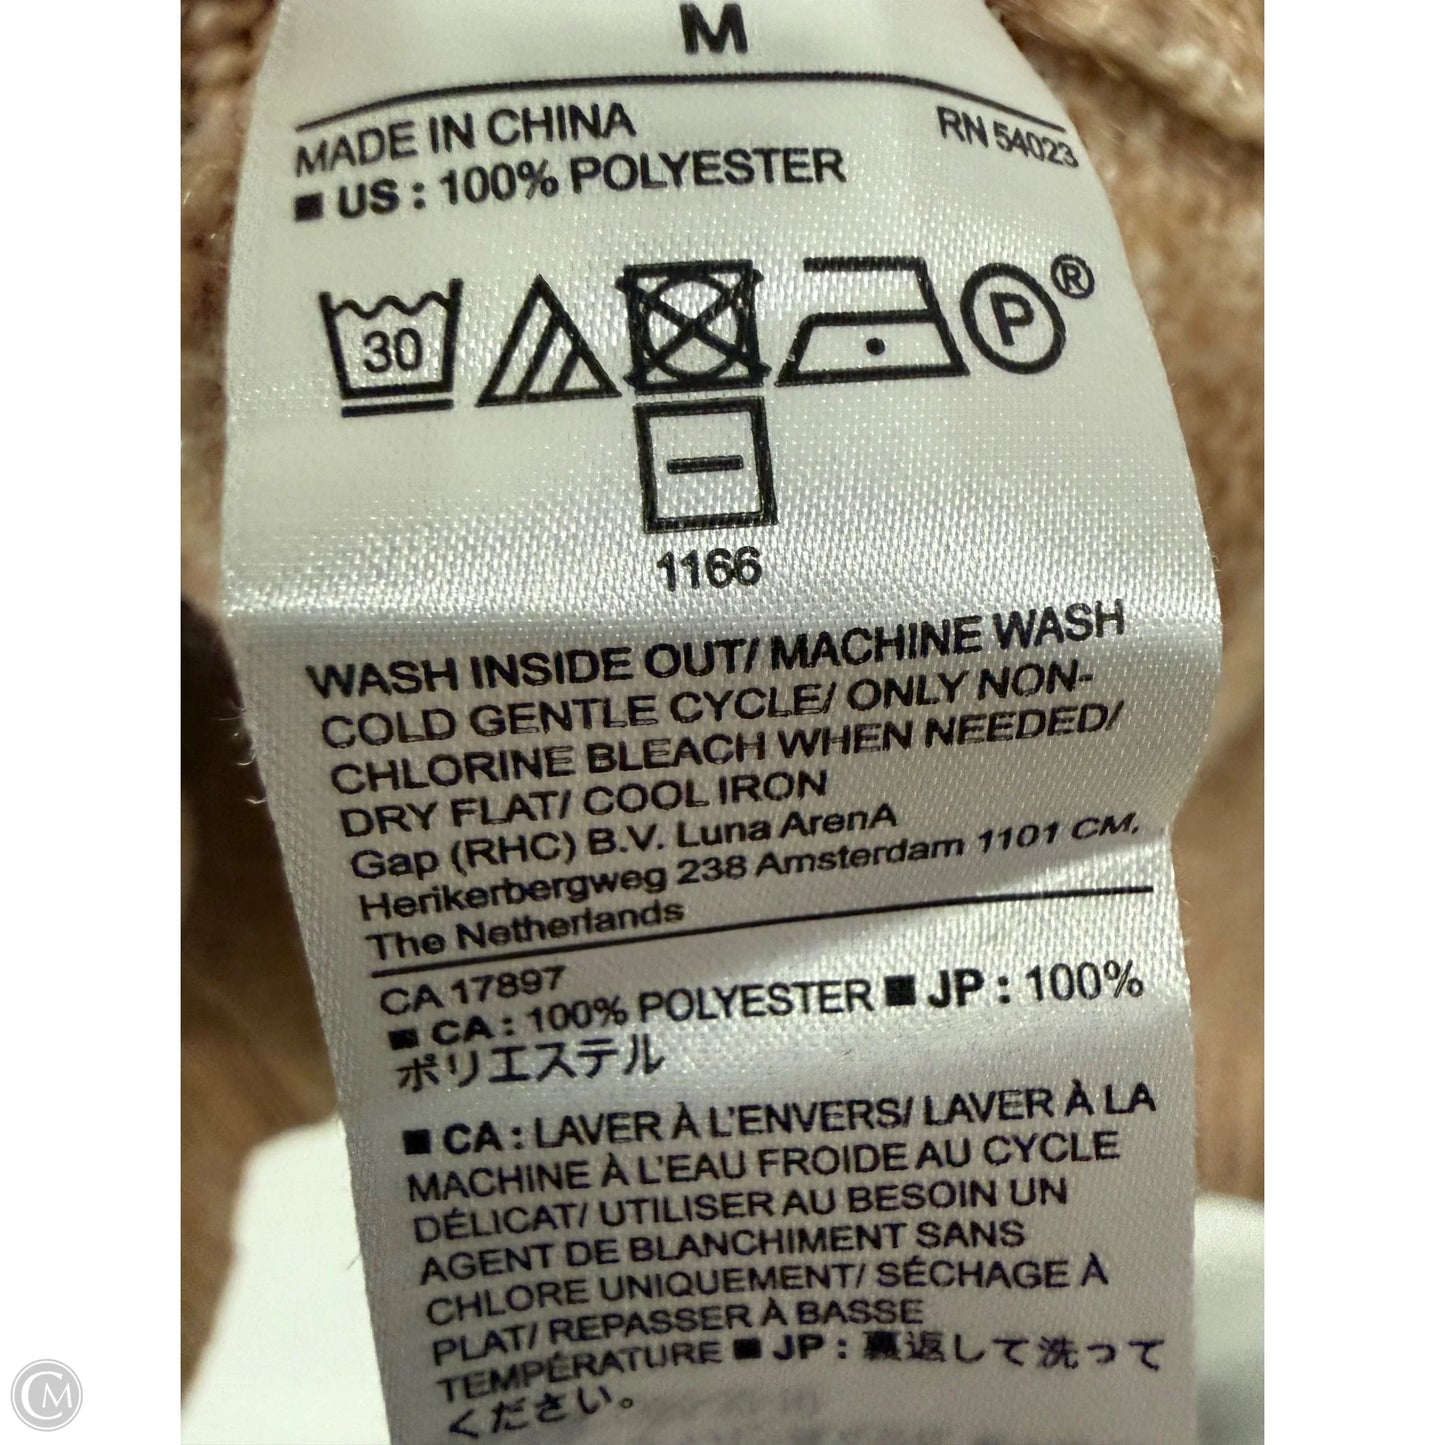 M
MADE IN CHINA
RN 54023
■ US : 100% POLYESTER
30
P®
1166
WASH INSIDE OUT/ MACHINE WASH
COLD GENTLE CYCLE/ ONLY NON-
CHLORINE BLEACH WHEN NEEDED/
DRY FLAT/ COOL IRON
Gap (RHC) B.V. Luna ArenA
Herikerbergweg 238 Amsterdam 1101 CM,
The Netherlands
CA 17897
■ CA : 100% POLYESTER ■ JP : 100%
ポリエステル
■ CA : LAVER À L'ENVERS/ LAVER À LA
MACHINE À L'EAU FROIDE AU CYCLE
DÉLICAT/ UTILISER AU BESOIN UN
AGENT DE BLANCHIMENT SANS
CHLORE UNIQUEMENT/ SÉCHAGE À
PLAT/ REPASSER À BASSE
TEMPÉRATURE ■ JP : 裏返して洗って
ください。
CM